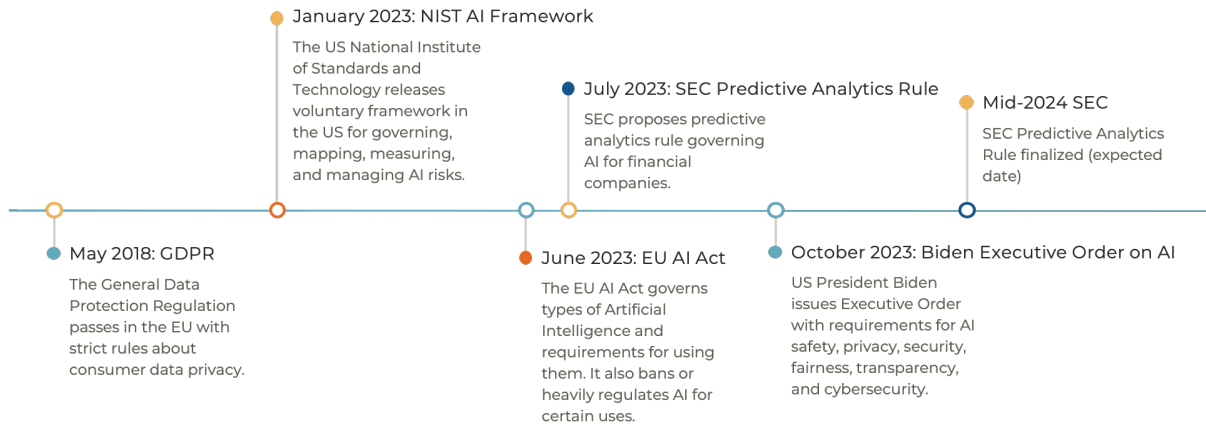 January 2023: NIST AI Framework
The US National Institute
of Standards and
Technology releases
voluntary framework in
the US for governing,
mapping, measuring,
and managing AI risks.
July 2023: SEC Predictive Analytics Rule
SEC proposes predictive
analytics rule governing
AI for financial
companies.
Mid-2024 SEC
SEC Predictive Analytics
Rule finalized (expected
date)
May 2018: GDPR
The General Data
Protection Regulation
passes in the EU with
strict rules about
consumer data privacy.
June 2023: EU AI Act
The EU AI Act governs
types of Artificial
Intelligence and
requirements for using
them. It also bans or
heavily regulates AI for
certain uses.
October 2023: Biden Executive Order on AI
US President Biden
issues Executive Order
with requirements for AI
safety, privacy, security,
fairness, transparency,
and cybersecurity.